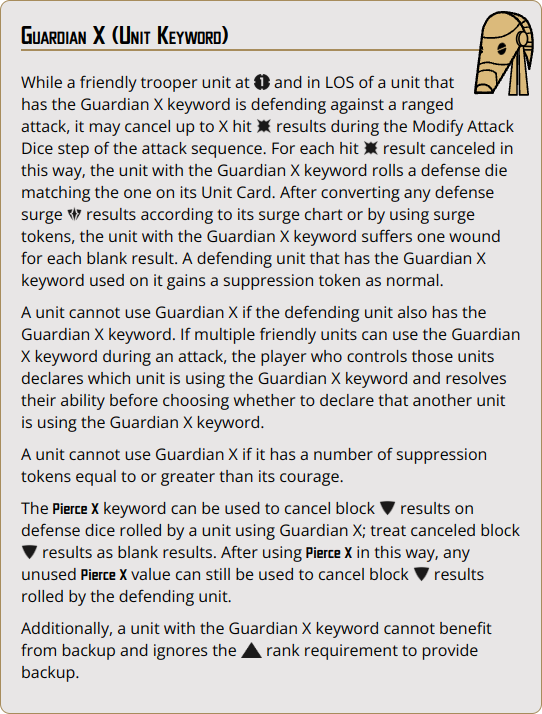 Guardian X (Unit Keyword)
While a friendly trooper unit at 1 and in LOS of a unit that
has the Guardian X keyword is defending against a ranged
attack, it may cancel up to X hit results during the Modify Attack
Dice step of the attack sequence. For each hit result canceled in
this way, the unit with the Guardian X keyword rolls a defense die
matching the one on its Unit Card. After converting any defense
surge results according to its surge chart or by using surge
tokens, the unit with the Guardian X keyword suffers one wound
for each blank result. A defending unit that has the Guardian X
keyword used on it gains a suppression token as normal.
A unit cannot use Guardian X if the defending unit also has the
Guardian X keyword. If multiple friendly units can use the Guardian
X keyword during an attack, the player who controls those units
declares which unit is using the Guardian X keyword and resolves
their ability before choosing whether to declare that another unit
is using the Guardian X keyword.
A unit cannot use Guardian X if it has a number of suppression
tokens equal to or greater than its courage.
The Pierce X keyword can be used to cancel block results on
defense dice rolled by a unit using Guardian X; treat canceled block
results as blank results. After using Pierce X in this way, any
unused Pierce X value can still be used to cancel block results
rolled by the defending unit.
Additionally, a unit with the Guardian X keyword cannot benefit
from backup and ignores the rank requirement to provide
backup.